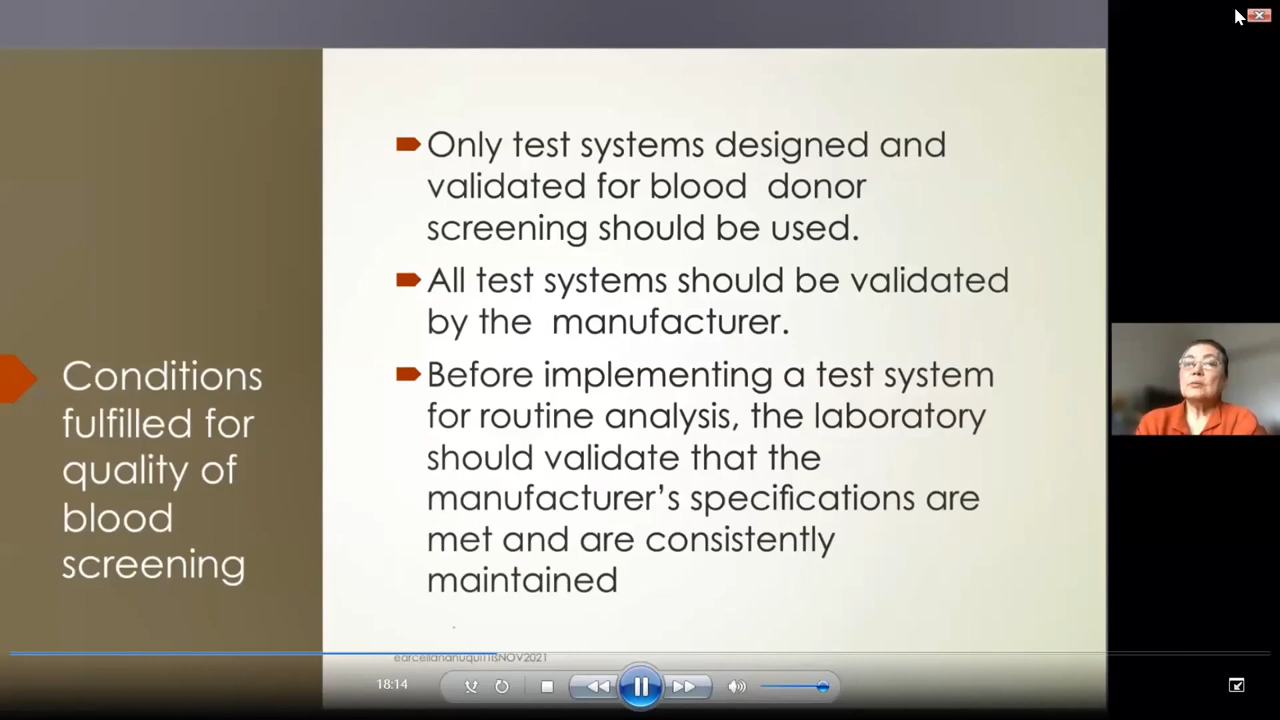 Conditions
fulfilled for
quality of
blood
screening
Only test systems designed and
validated for blood donor
screening should be used.
All test systems should be validated
by the manufacturer.
Before implementing a test system
for routine analysis, the laboratory
should validate that the
manufacturer’s specifications are
met and are consistently
maintained
18:14